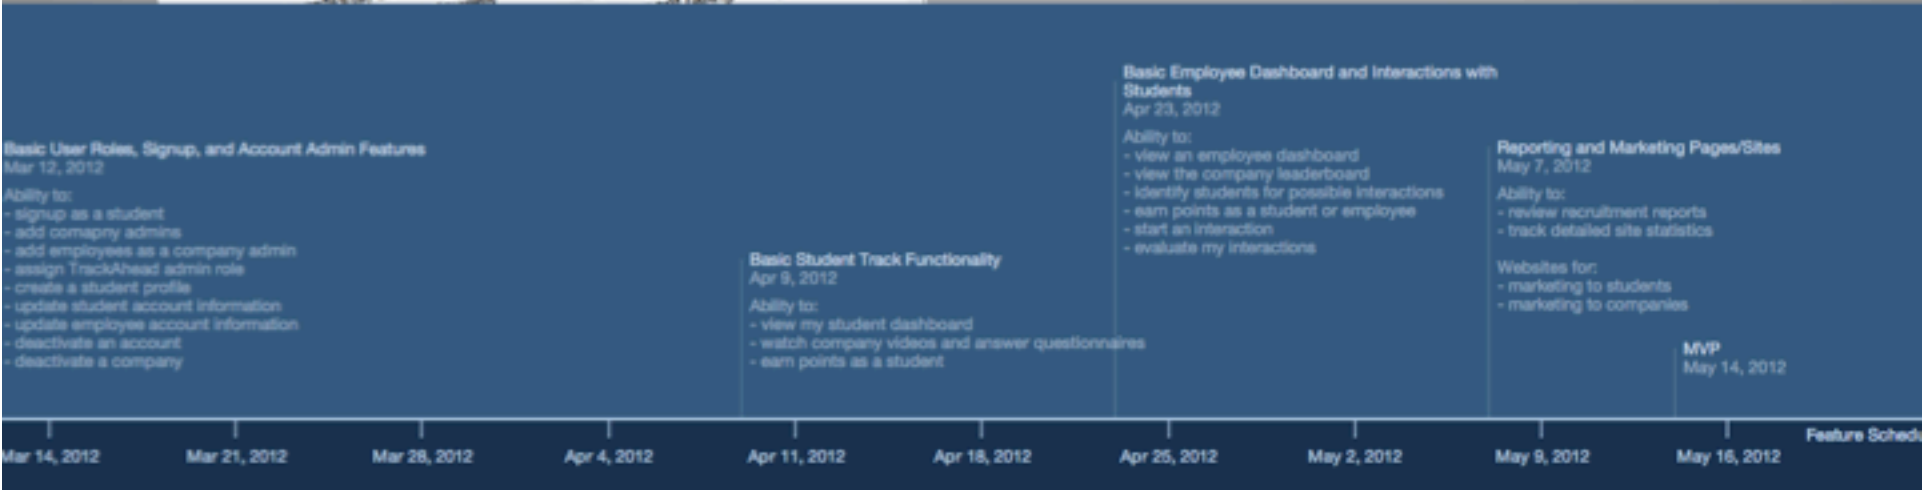 Basic User Roles, Signup, and Account Admin Features
Mar 12, 2012
Ability to:
- signup as a student
- add comapny admins
- add employees as a company admin
- assign TrackAhead admin role
- create a student profile
- update student account information
- update employee account information
- deactivate an account
- deactivate a company
Basic Student Track Functionality
Apr 9, 2012
Ability to:
- view my student dashboard
- watch company videos and answer questionnaires
- earn points as a student
Basic Employee Dashboard and Interactions with
Students
Apr 23, 2012
Ability to:
- view an employee dashboard
- view the company leaderboard
- identify students for possible interactions
- earn points as a student or employee
- start an interaction
- evaluate my interactions
Reporting and Marketing Pages/Sites
May 7, 2012
Ability to:
- review recruitment reports
- track detailed site statistics
Websites for:
- marketing to students
- marketing to companies
MVP
May 14, 2012
Feature Schedu
Mar 14, 2012 Mar 21, 2012 Mar 28, 2012 Apr 4, 2012 Apr 11, 2012 Apr 18, 2012 Apr 25, 2012 May 2, 2012 May 9, 2012 May 16, 2012